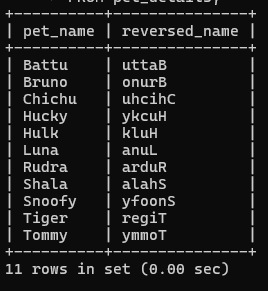 FROM pet_details;
+----------+---------------+
| pet_name | reversed_name |
+----------+---------------+
| Battu    | uttaB         |
| Bruno    | onurB         |
| Chichu   | uhcihC        |
| Hucky    | ykcuH         |
| Hulk     | kluH          |
| Luna     | anuL          |
| Rudra    | arduR         |
| Shala    | alahS         |
| Snoofy   | yfoonS        |
| Tiger    | regiT         |
| Tommy    | ymmoT         |
+----------+---------------+
11 rows in set (0.00 sec)